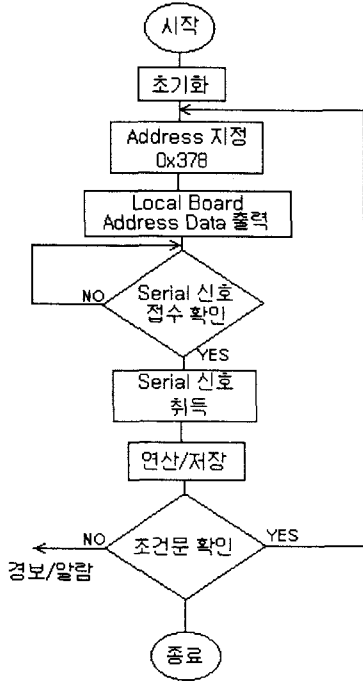 시작
초기화
Address 지정
0x378
Local Board
Address Data 출력
NO
Serial 신호
접수 확인
YES
Serial 신호
취득
연산/저장
NO
조건문 확인
YES
경보/알람
종료